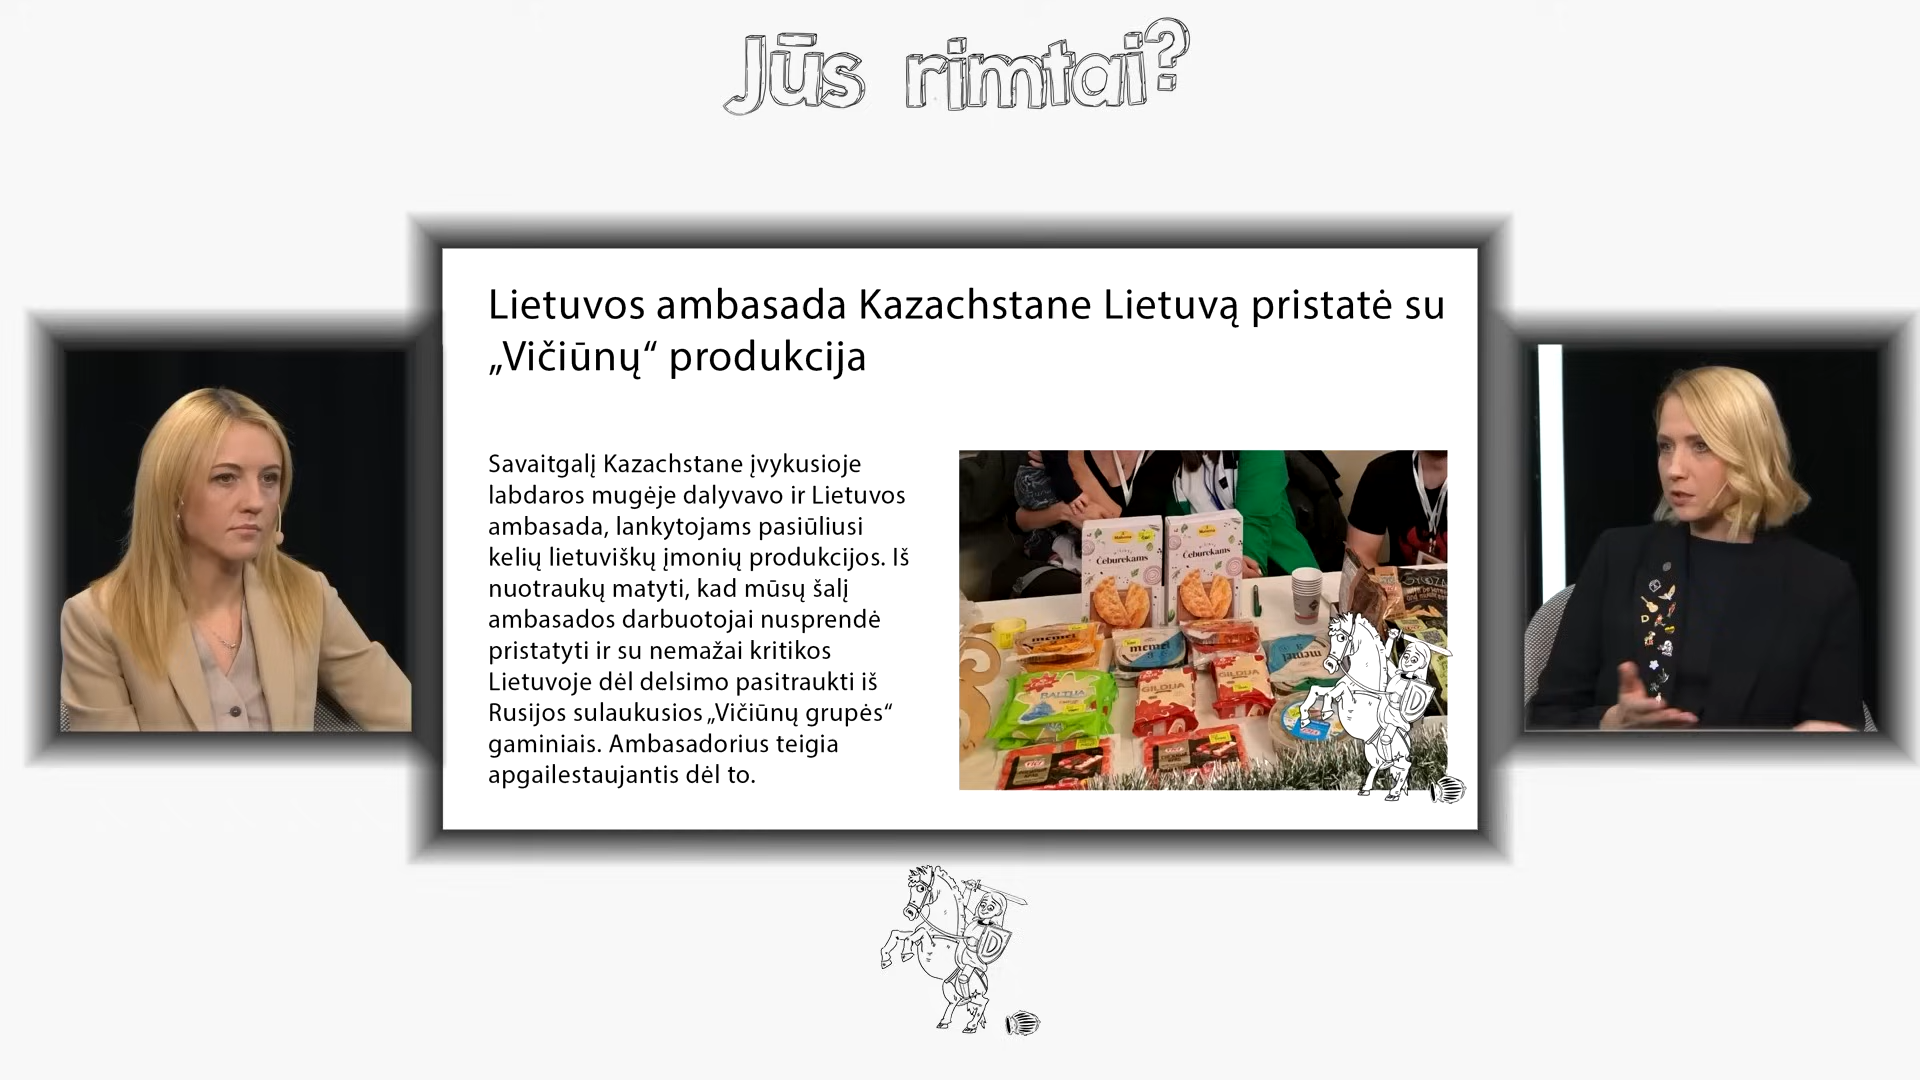 Jūs rimtai?
Lietuvos ambasada Kazachstane Lietuvą pristatė su
„Vičiūnų“ produkcija
Savaitgalį Kazachstane įvykusioje
labdaros mugėje dalyvavo ir Lietuvos
ambasada, lankytojams pasiūliusi
kelių lietuviškų įmonių produkcijos. Iš
nuotraukų matyti, kad mūsų šalį
ambasados darbuotojai nusprendė
pristatyti ir su nemažai kritikos
Lietuvoje dėl delsimo pasitraukti iš
Rusijos sulaukusios „Vičiūnų grupės“
gaminiais. Ambasadorius teigia
apgailestaujantis dėl to.
Čeburekams
Čeburekams
memel
memel
memel
BALTIJA
GILDIJA
GILDIJA
D
D